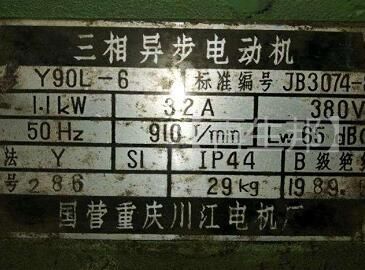 三相异步电动机
Y90L-6 标准编号 JB3074-
1.1kW 3.2A 380V
50Hz 910 r/min Lw 65 dB
法 Y S1 IP44 B级绝
号 286 29kg 1989.
国营重庆川江电机厂